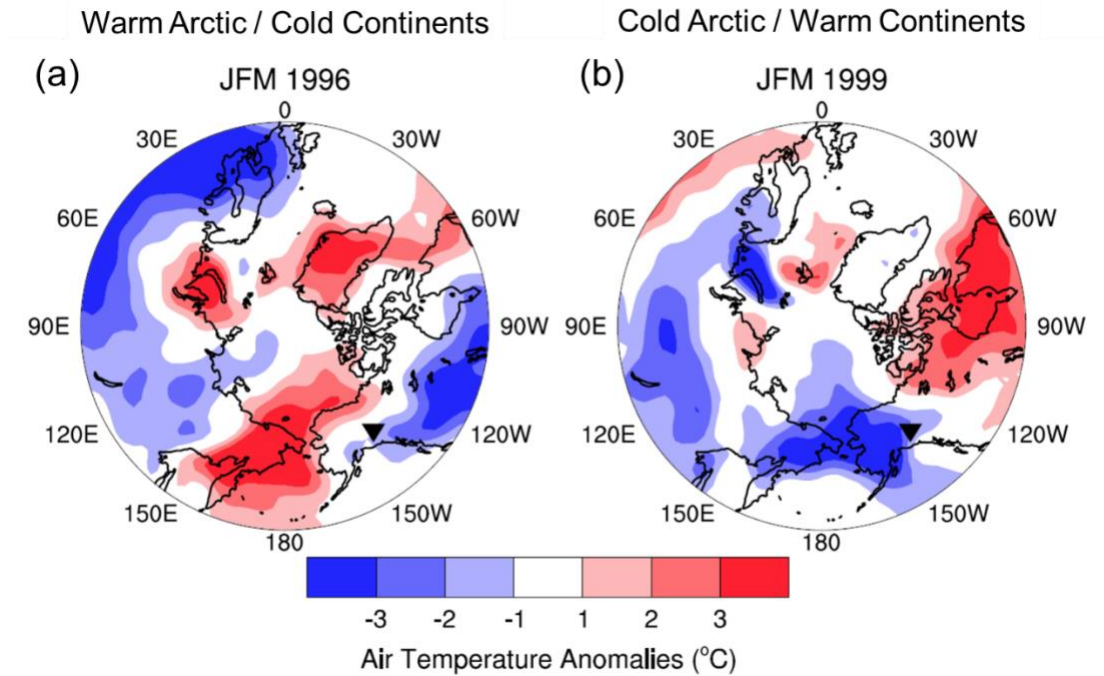 Warm Arctic / Cold Continents
Cold Arctic / Warm Continents
(a)
JFM 1996
0
30E
30W
60E
60W
90E
90W
120E
120W
150E
150W
180
(b)
JFM 1999
0
30E
30W
60E
60W
90E
90W
120E
120W
150E
150W
180
-3 -2 -1 1 2 3
Air Temperature Anomalies (°C)